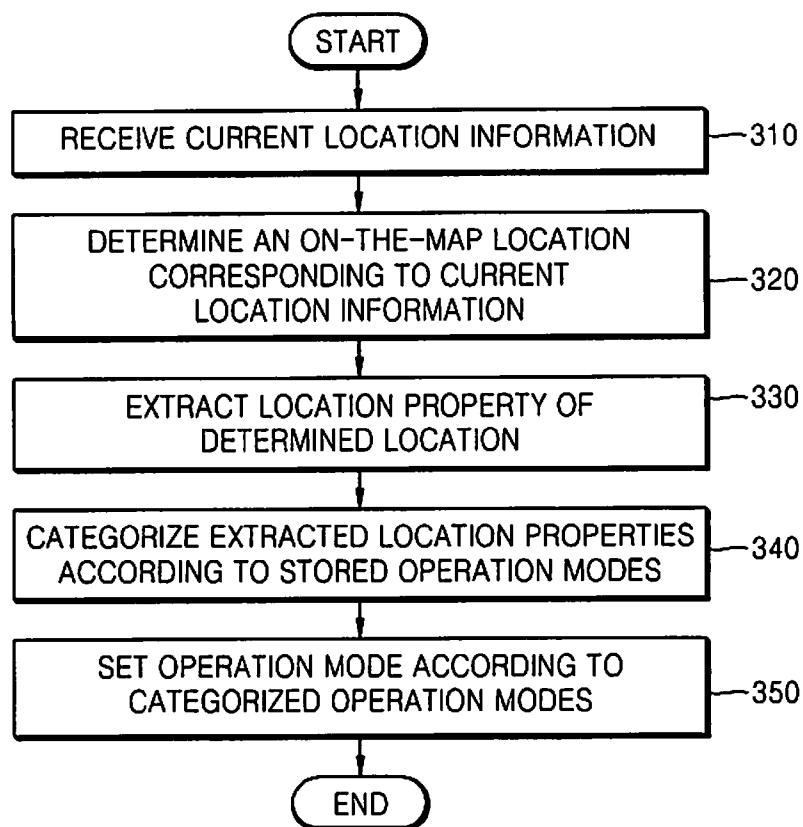 START
RECEIVE CURRENT LOCATION INFORMATION
310
DETERMINE AN ON-THE-MAP LOCATION
CORRESPONDING TO CURRENT
LOCATION INFORMATION
320
EXTRACT LOCATION PROPERTY OF
DETERMINED LOCATION
330
CATEGORIZE EXTRACTED LOCATION PROPERTIES
ACCORDING TO STORED OPERATION MODES
340
SET OPERATION MODE ACCORDING TO
CATEGORIZED OPERATION MODES
350
END